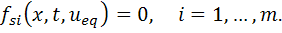 f_{si}(x, t, u_{eq}) = 0,   i = 1, …, m.